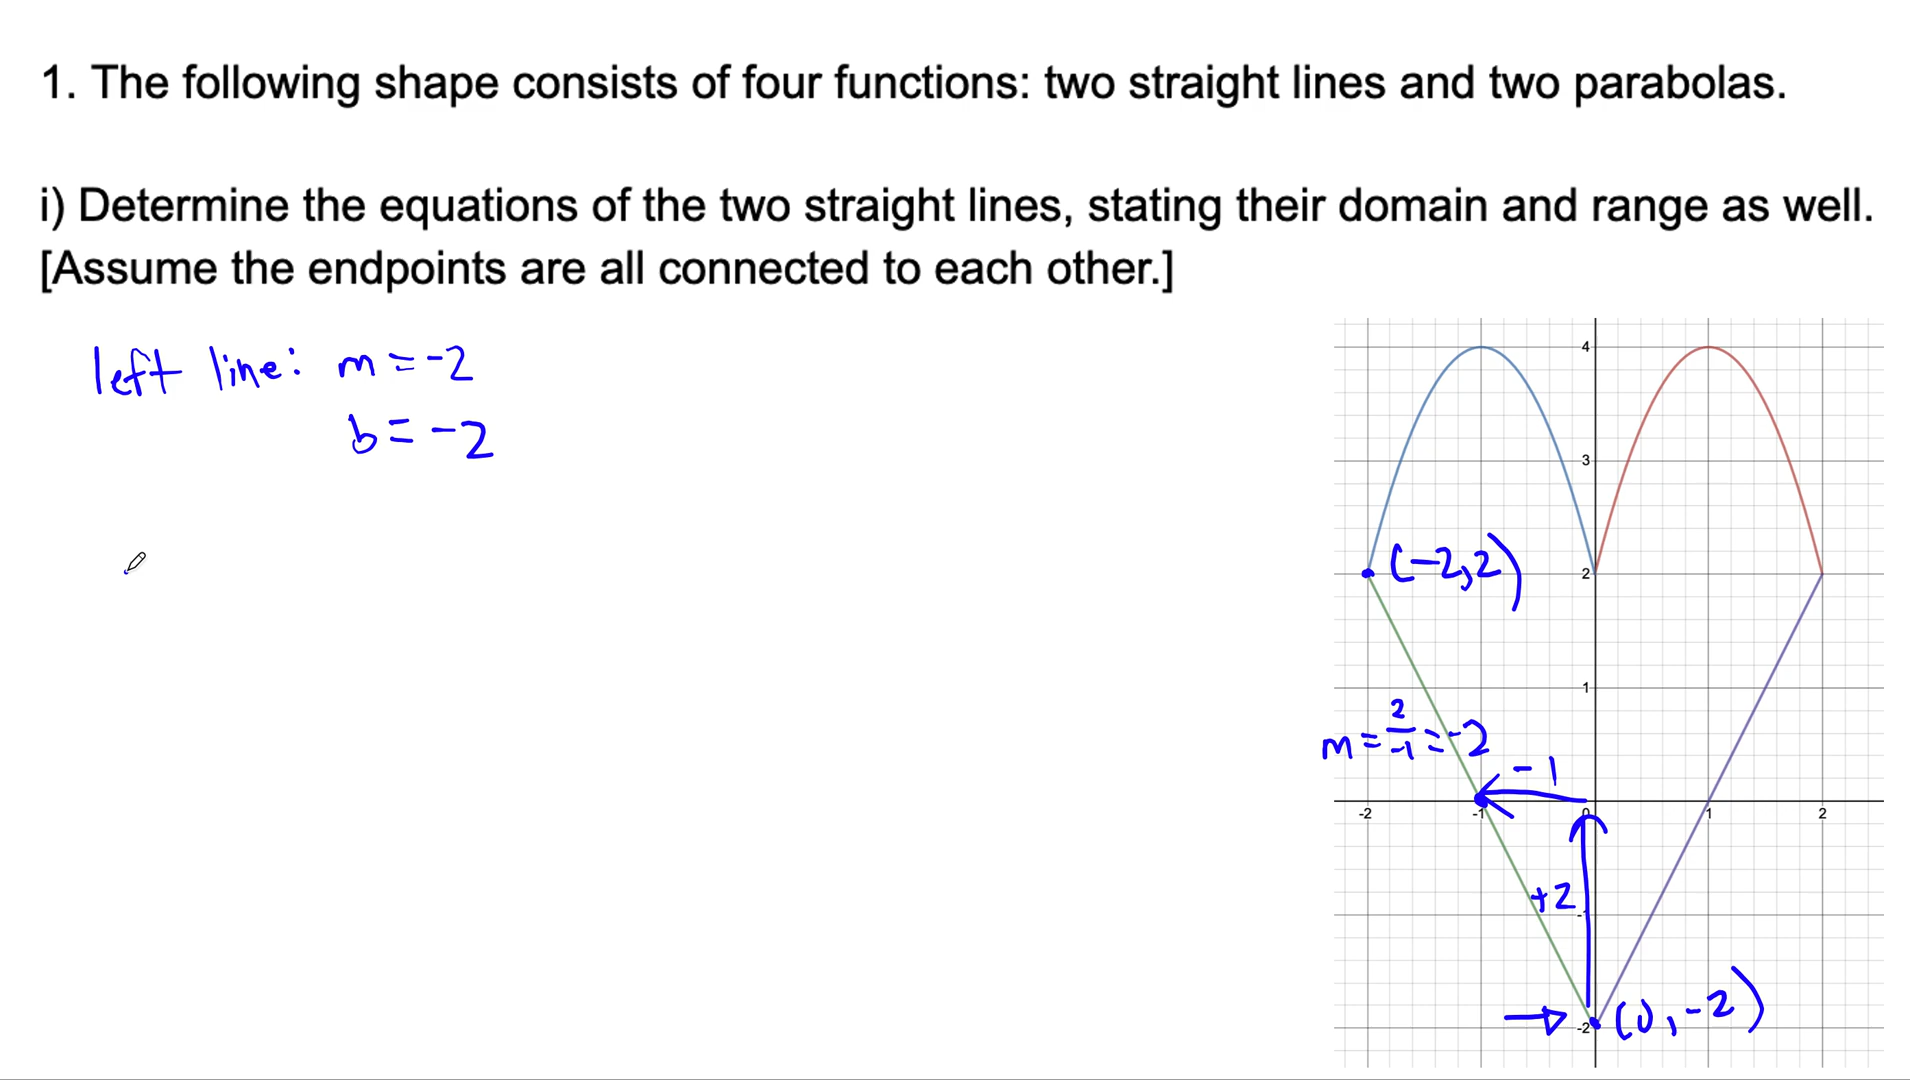 1. The following shape consists of four functions: two straight lines and two parabolas.
i) Determine the equations of the two straight lines, stating their domain and range as well.
[Assume the endpoints are all connected to each other.]
left line: m = -2
b = -2
4
3
(-2,2)
2
1
m = 2/-1 = -2
-1
-2
-1
0
1
2
+2
-1
-2
(0,-2)